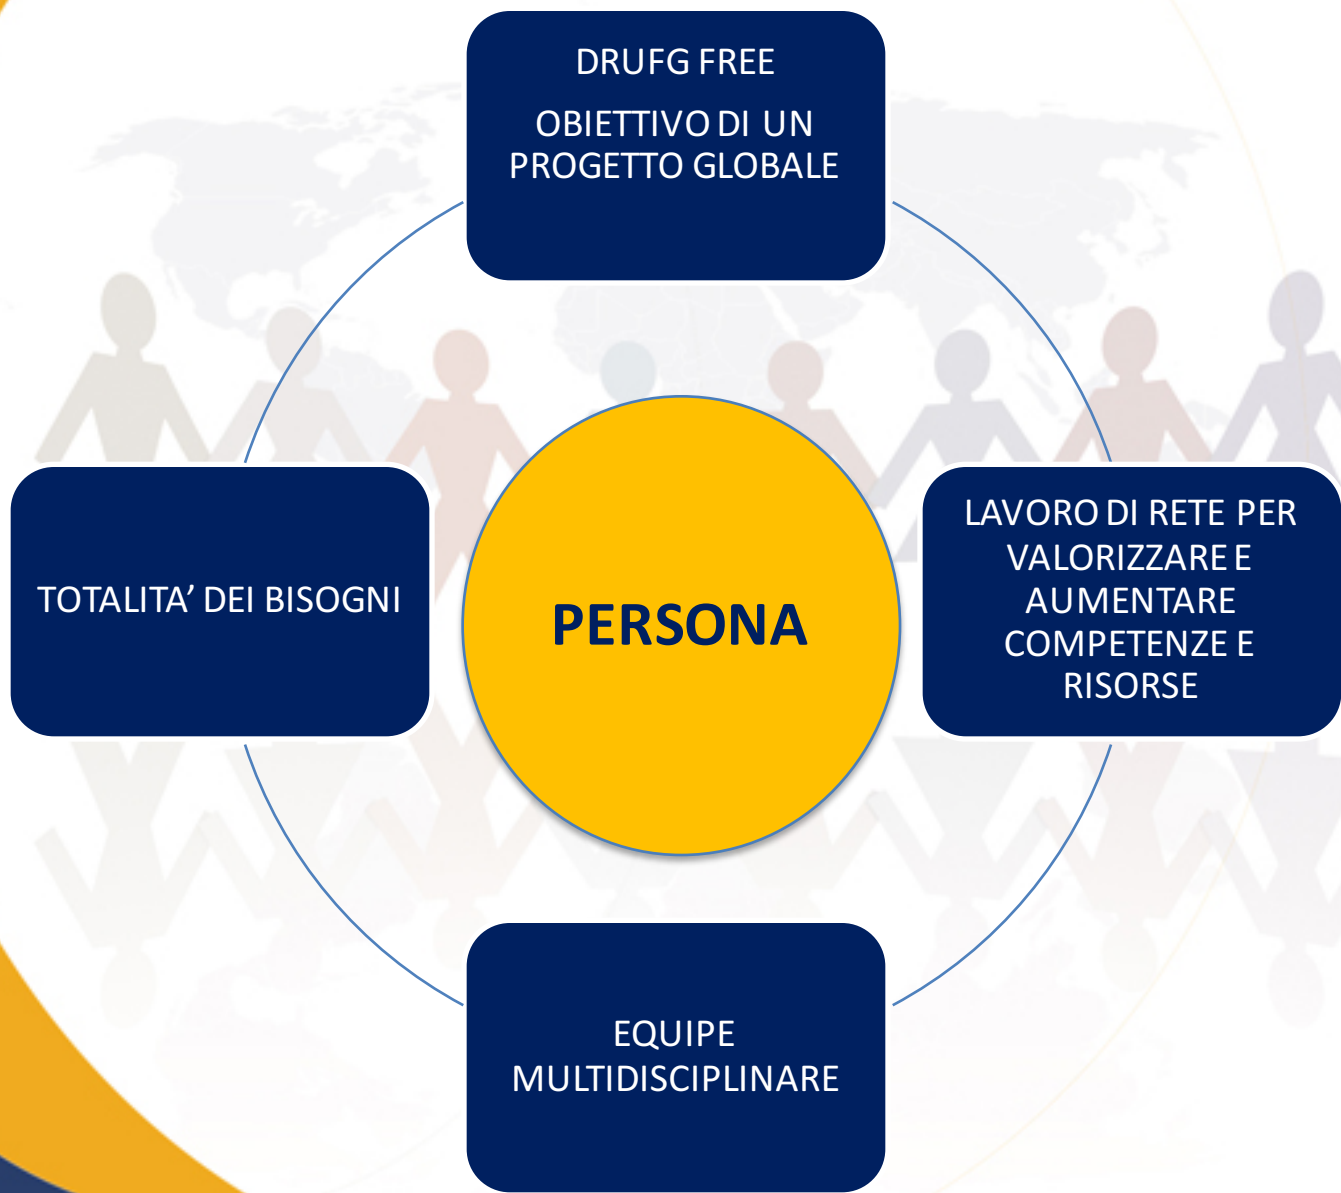 DRUFG FREE
OBIETTIVO DI UN
PROGETTO GLOBALE
TOTALITA’ DEI BISOGNI
PERSONA
LAVORO DI RETE PER
VALORIZZARE E
AUMENTARE
COMPETENZE E
RISORSE
EQUIPE
MULTIDISCIPLINARE